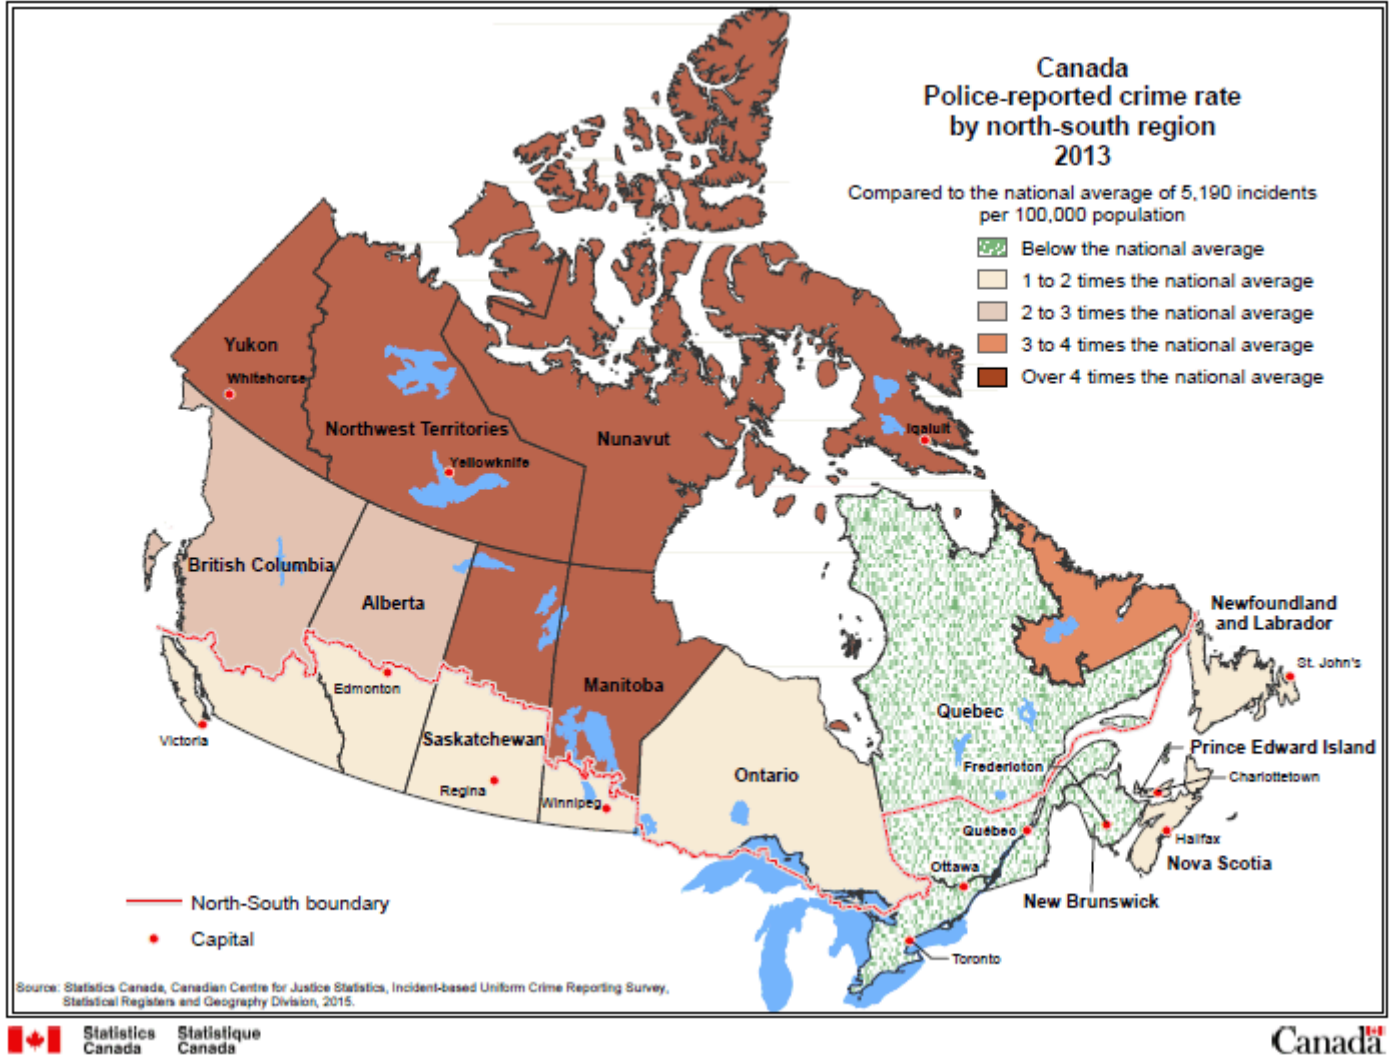 Canada
Police-reported crime rate
by north-south region
2013
Compared to the national average of 5,190 incidents
per 100,000 population
Below the national average
1 to 2 times the national average
2 to 3 times the national average
3 to 4 times the national average
Over 4 times the national average
Yukon
Whitehorse
Northwest Territories
Yellowknife
Nunavut
Iqaluit
British Columbia
Alberta
Edmonton
Victoria
Saskatchewan
Regina
Manitoba
Winnipeg
Ontario
Quebec
Newfoundland
and Labrador
St. John's
Prince Edward Island
Fredericton
Charlottetown
Québec
Halifax
Nova Scotia
Ottawa
New Brunswick
Toronto
North-South boundary
Capital
Source: Statistics Canada, Canadian Centre for Justice Statistics, Incident-based Uniform Crime Reporting Survey,
Statistical Registers and Geography Division, 2015.
Statistics Statistique
Canada Canada
Canada